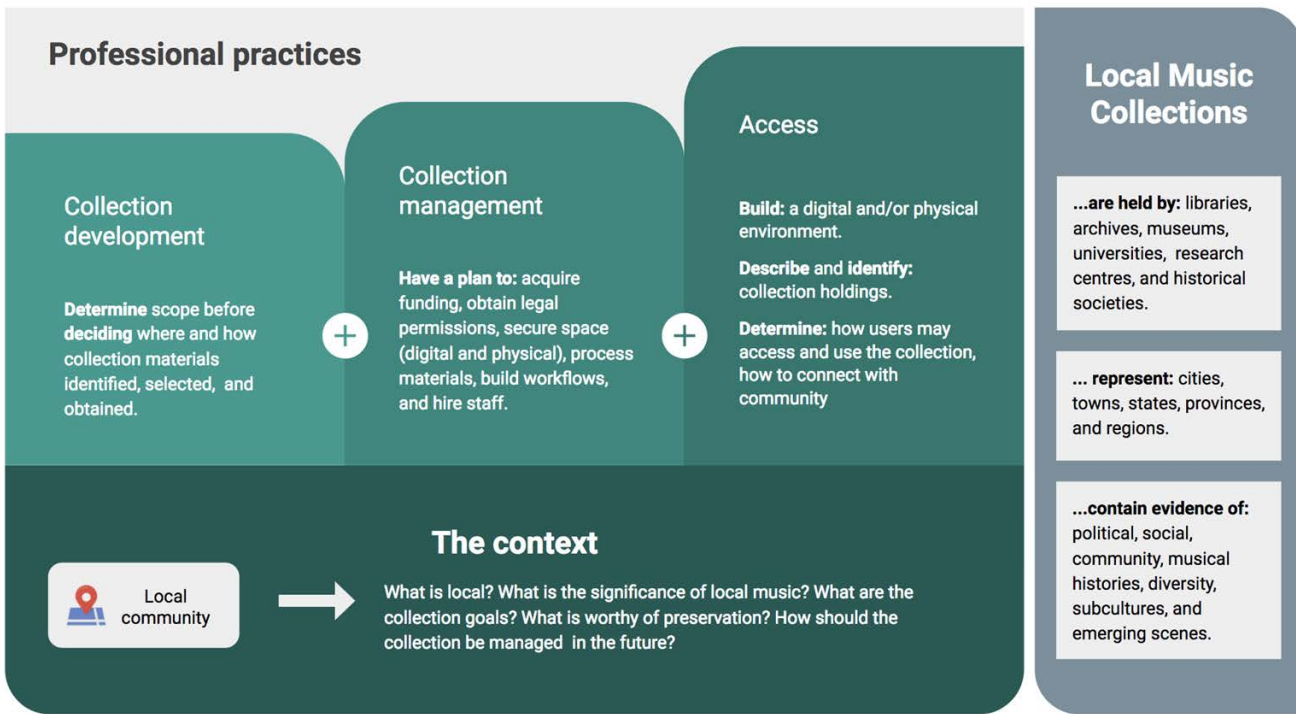 Professional practices
Collection
development
Determine scope before
deciding where and how
collection materials
identified, selected, and
obtained.
Collection
management
Have a plan to: acquire
funding, obtain legal
permissions, secure space
(digital and physical), process
materials, build workflows,
and hire staff.
Access
Build: a digital and/or physical
environment.
Describe and identify:
collection holdings.
Determine: how users may
access and use the collection,
how to connect with
community
The context
Local
community
What is local? What is the significance of local music? What are the
collection goals? What is worthy of preservation? How should the
collection be managed in the future?
Local Music
Collections
...are held by: libraries,
archives, museums,
universities, research
centres, and historical
societies.
... represent: cities,
towns, states, provinces,
and regions.
...contain evidence of:
political, social,
community, musical
histories, diversity,
subcultures, and
emerging scenes.